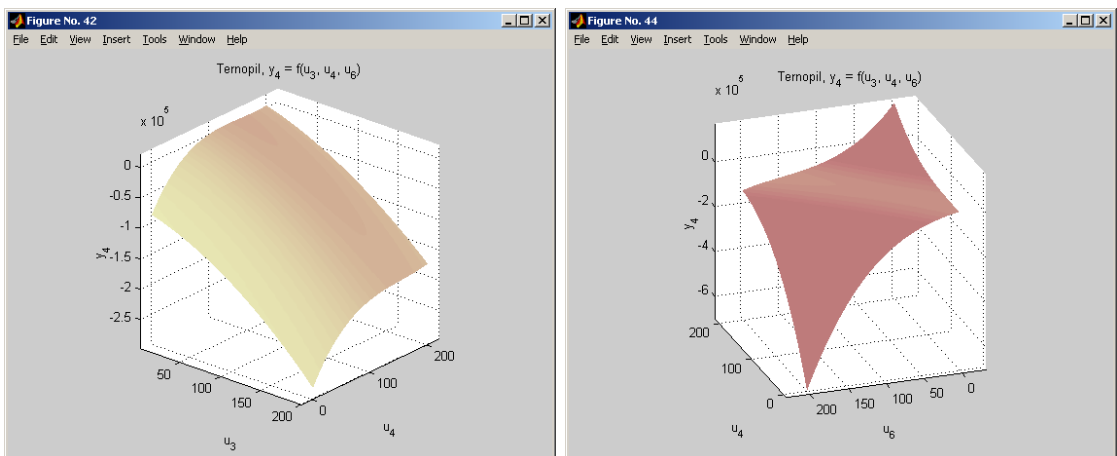 Figure No. 42
File Edit View Insert Tools Window Help
Ternopil, y4 = f(u3, u4, u6)
x 10^5
0
-0.5
-1
-1.5
-2
-2.5
y4
50
100
150
200
u3
0
100
200
u4
Figure No. 44
File Edit View Insert Tools Window Help
Ternopil, y4 = f(u3, u4, u6)
x 10^5
0
-2
-4
-6
y4
200
100
0
u4
200
150
100
50
0
u6